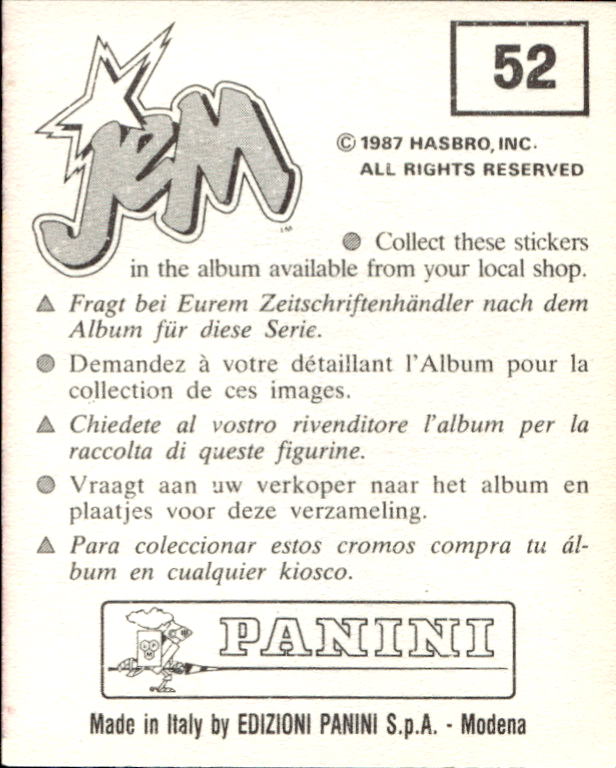 52
jeM
™
© 1987 HASBRO, INC.
ALL RIGHTS RESERVED
Collect these stickers
in the album available from your local shop.
Fragt bei Eurem Zeitschriftenhändler nach dem
Album für diese Serie.
Demandez à votre détaillant l'Album pour la
collection de ces images.
Chiedete al vostro rivenditore l'album per la
raccolta di queste figurine.
Vraagt aan uw verkoper naar het album en
plaatjes voor deze verzameling.
Para coleccionar estos cromos compra tu ál-
bum en cualquier kiosco.
PANINI
Made in Italy by EDIZIONI PANINI S.p.A. - Modena